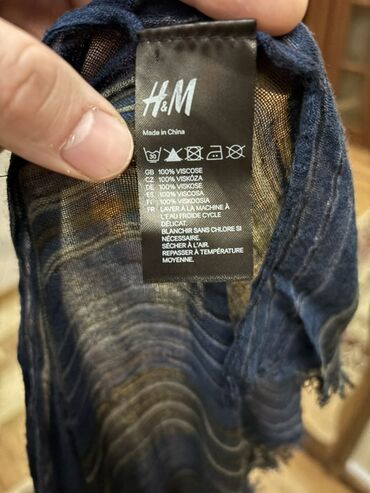 H&M
Made in China
30
GB 100% VISCOSE
CZ 100% VISKÓZA
DE 100% VISKOSE
ES 100% VISCOSA
FI 100% VISKOOSIA
FR LAVER À LA MACHINE À
L'EAU FROIDE CYCLE
DÉLICAT.
BLANCHIR SANS CHLORE SI
NÉCESSAIRE.
SÉCHER À L'AIR.
REPASSER À TEMPÉRATURE
MOYENNE.